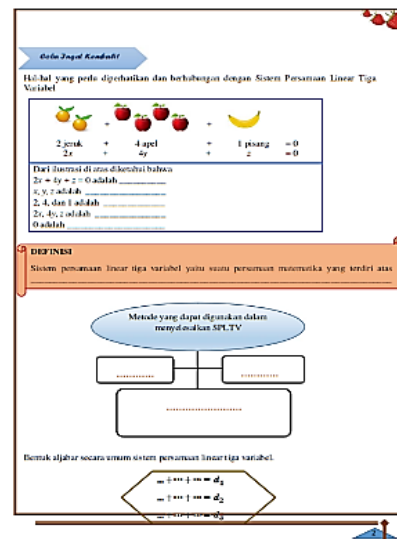 Coba Ingat Kembali!
Hal-hal yang perlu diperhatikan dan berhubungan dengan Sistem Persamaan Linear Tiga
Variabel
2 jeruk + 4 apel + 1 pisang = 0
2x + 4y + z = 0
Dari ilustrasi di atas diketahui bahwa
2x + 4y + z = 0 adalah
x, y, z adalah
2, 4, dan 1 adalah
2x, 4y, z adalah
0 adalah
DEFINISI
Sistem persamaan linear tiga variabel yaitu suatu persamaan matematika yang terdiri atas
Metode yang dapat digunakan dalam
menyelesaikan SPLTV
Bentuk aljabar secara umum sistem persamaan linear tiga variabel.
... + ... + ... = d₁
... + ... + ... = d₂
... + ... + ... = d₃
2